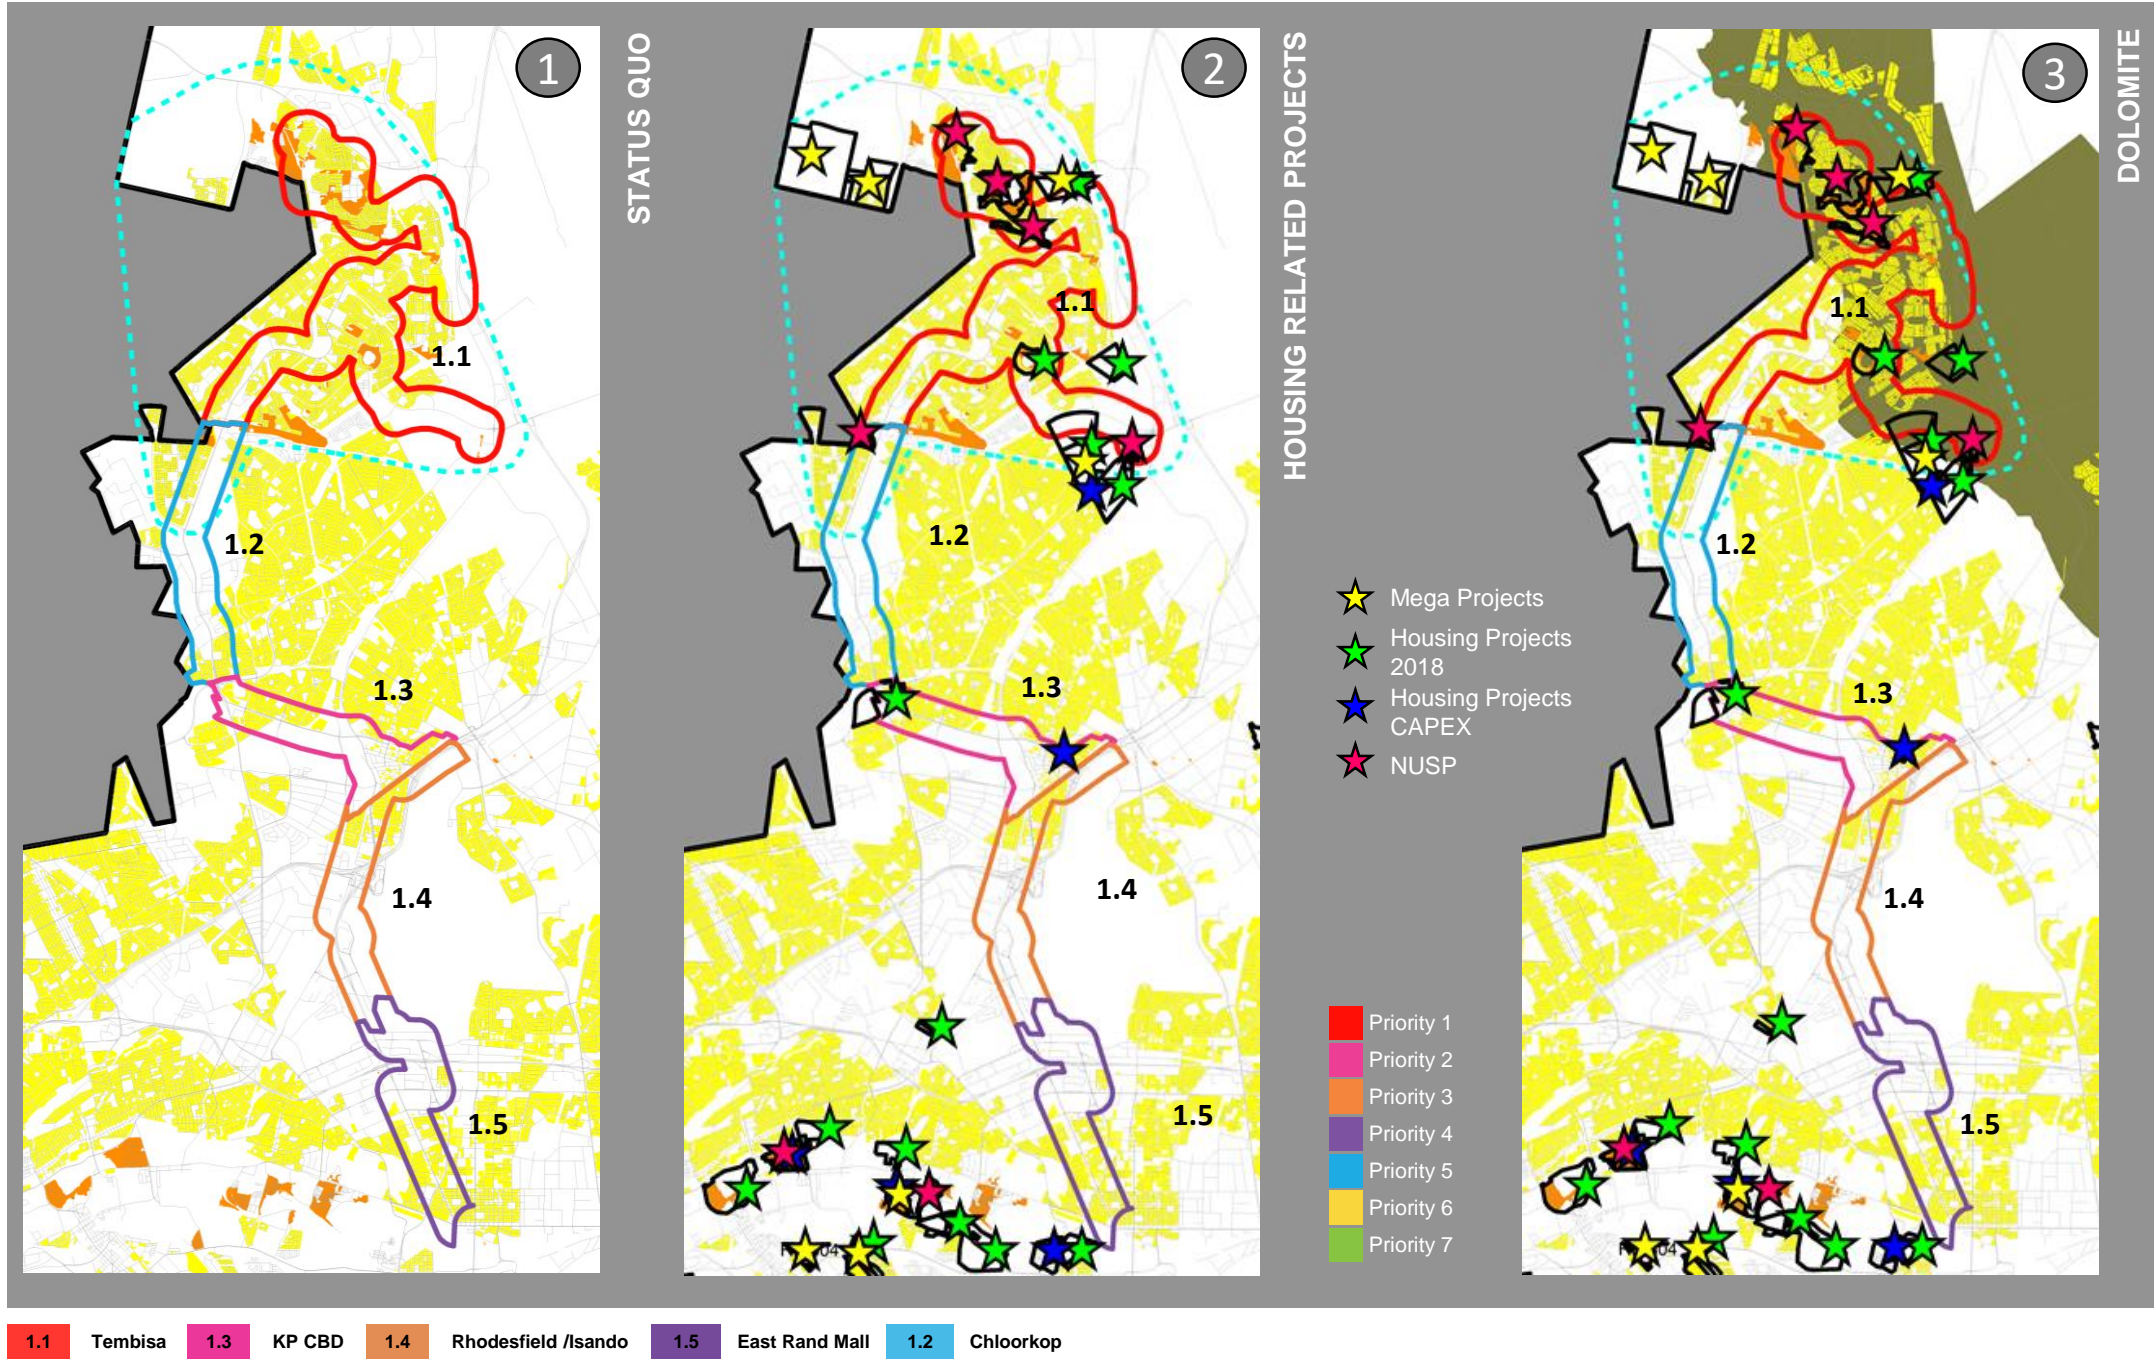 1
STATUS QUO
1.1
1.2
1.3
1.4
1.5
2
HOUSING RELATED PROJECTS
1.1
1.2
1.3
1.4
1.5
Mega Projects
Housing Projects
2018
Housing Projects
CAPEX
NUSP
Priority 1
Priority 2
Priority 3
Priority 4
Priority 5
Priority 6
Priority 7
3
DOLOMITE
1.1
1.2
1.3
1.4
1.5
1.1 Tembisa 1.3 KP CBD 1.4 Rhodesfield /Isando 1.5 East Rand Mall 1.2 Chloorkop